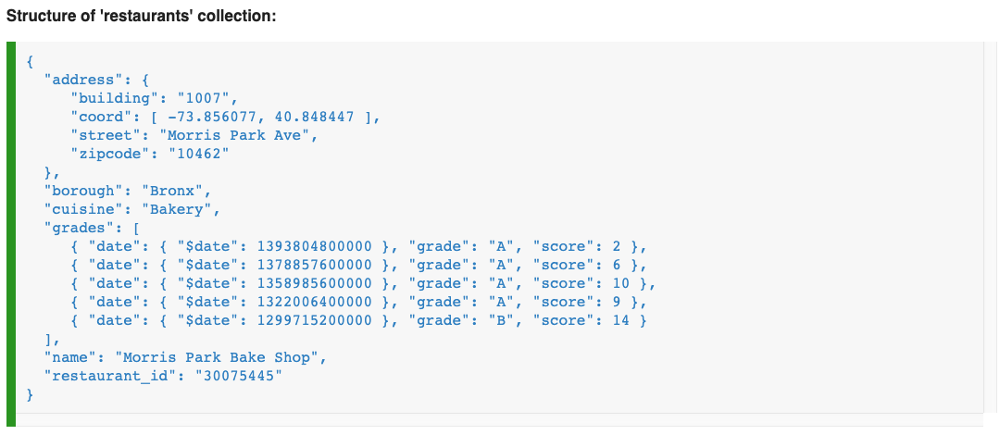 Structure of 'restaurants' collection:
{
  "address": {
     "building": "1007",
     "coord": [ -73.856077, 40.848447 ],
     "street": "Morris Park Ave",
     "zipcode": "10462"
  },
  "borough": "Bronx",
  "cuisine": "Bakery",
  "grades": [
     { "date": { "$date": 1393804800000 }, "grade": "A", "score": 2 },
     { "date": { "$date": 1378857600000 }, "grade": "A", "score": 6 },
     { "date": { "$date": 1358985600000 }, "grade": "A", "score": 10 },
     { "date": { "$date": 1322006400000 }, "grade": "A", "score": 9 },
     { "date": { "$date": 1299715200000 }, "grade": "B", "score": 14 }
  ],
  "name": "Morris Park Bake Shop",
  "restaurant_id": "30075445"
}